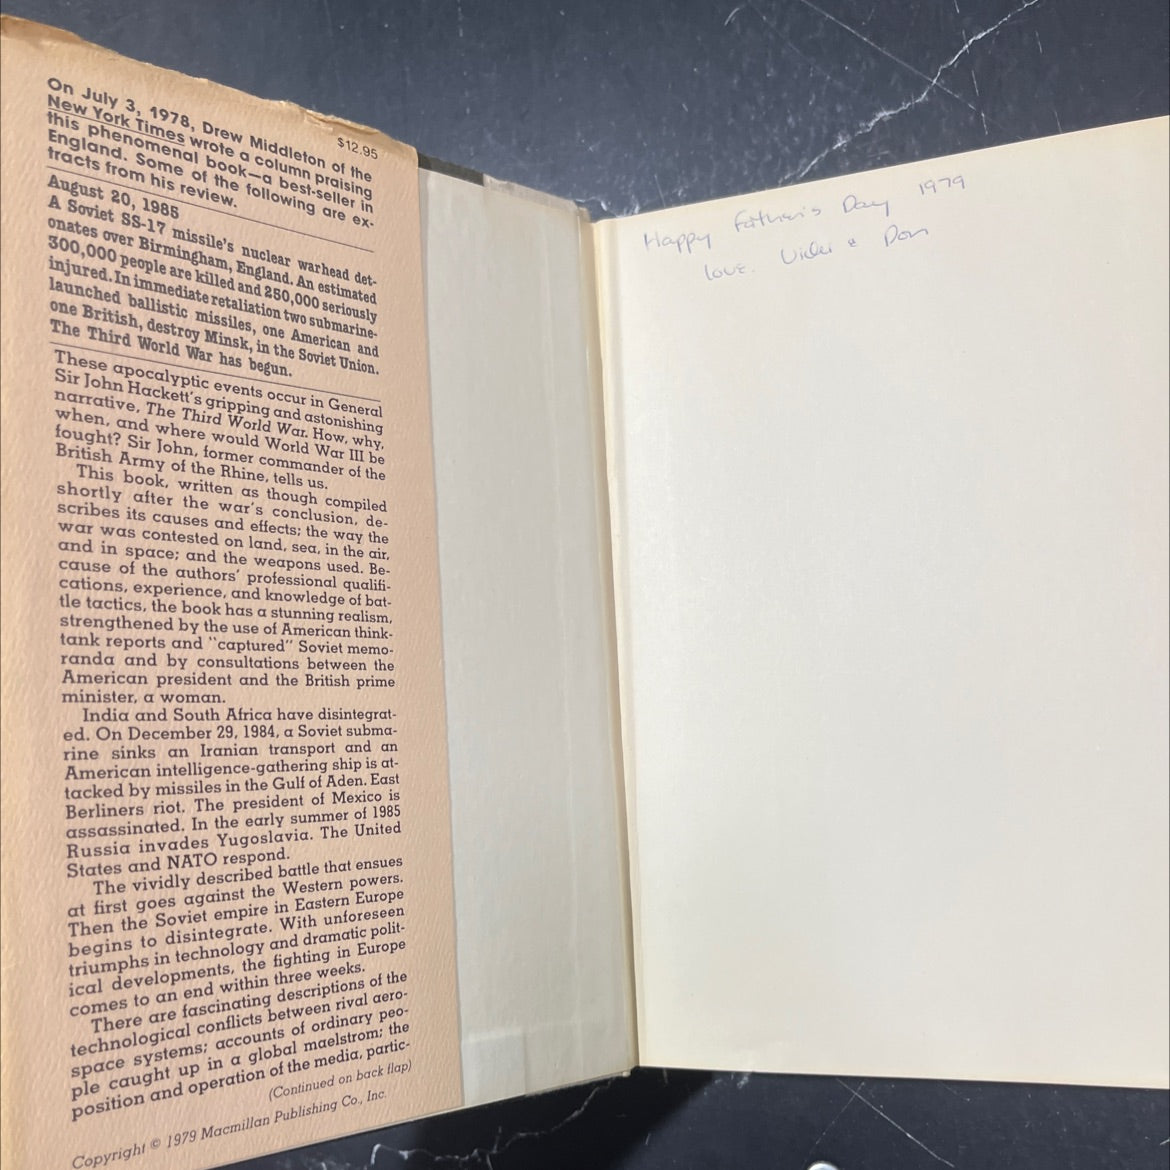 $12.95
On July 3, 1978, Drew Middleton of the
New York Times wrote a column praising
this phenomenal book—a best-seller in
England. Some of the following are ex-
tracts from his review.
August 20, 1985
A Soviet SS-17 missile's nuclear warhead det-
onates over Birmingham, England. An estimated
300,000 people are killed and 250,000 seriously
injured. In immediate retaliation two submarine-
launched ballistic missiles, one American and
one British, destroy Minsk, in the Soviet Union.
The Third World War has begun.
These apocalyptic events occur in General
Sir John Hackett's gripping and astonishing
narrative, The Third World War. How, why,
when, and where would World War III be
fought? Sir John, former commander of the
British Army of the Rhine, tells us.
This book, written as though compiled
shortly after the war's conclusion, de-
scribes its causes and effects; the way the
war was contested on land, sea, in the air,
and in space; and the weapons used. Be-
cause of the authors' professional qualifi-
cations, experience, and knowledge of bat-
tle tactics, the book has a stunning realism,
strengthened by the use of American think-
tank reports and "captured" Soviet memo-
randa and by consultations between the
American president and the British prime
minister, a woman.
India and South Africa have disintegrat-
ed. On December 29, 1984, a Soviet subma-
rine sinks an Iranian transport and an
American intelligence-gathering ship is at-
tacked by missiles in the Gulf of Aden. East
Berliners riot. The president of Mexico is
assassinated. In the early summer of 1985
Russia invades Yugoslavia. The United
States and NATO respond.
The vividly described battle that ensues
at first goes against the Western powers.
Then the Soviet empire in Eastern Europe
begins to disintegrate. With unforeseen
triumphs in technology and dramatic polit-
ical developments, the fighting in Europe
comes to an end within three weeks.
There are fascinating descriptions of the
technological conflicts between rival aero-
space systems; accounts of ordinary peo-
ple caught up in a global maelstrom; the
position and operation of the media, partic-
(Continued on back flap)
Copyright © 1979 Macmillan Publishing Co., Inc.
Happy Father's Day 1979
love. & Don